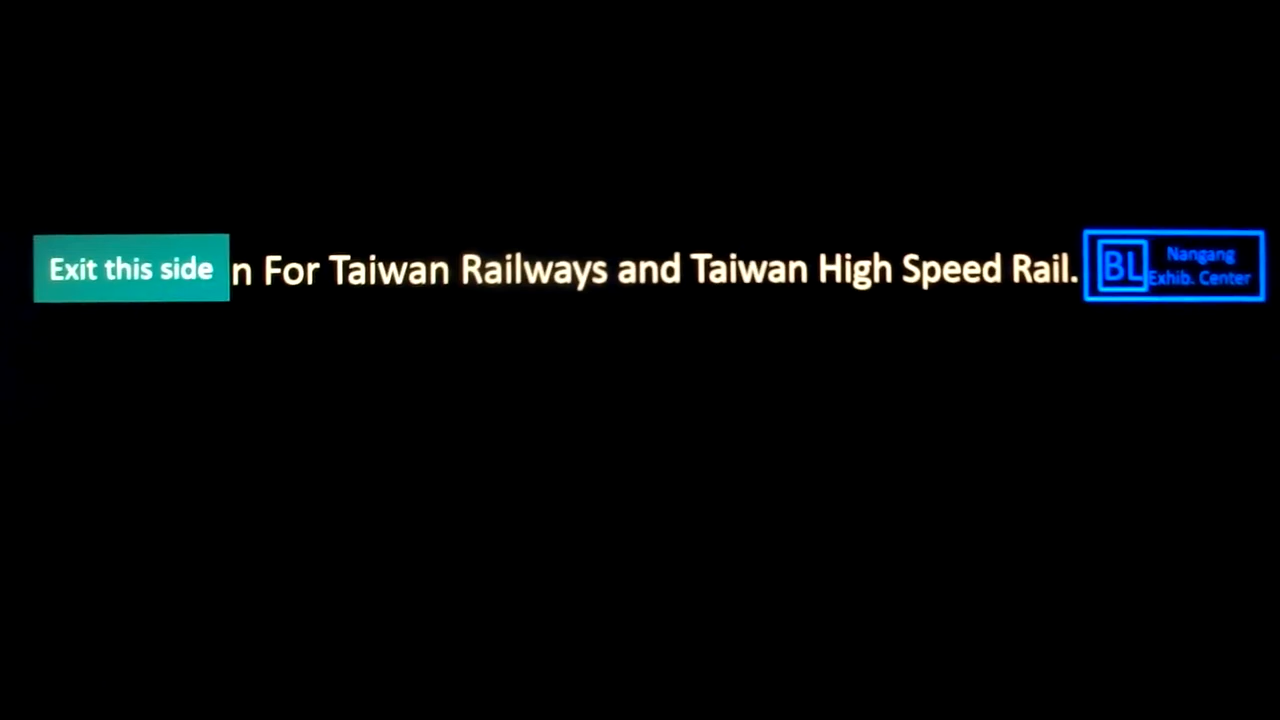 Exit this side n For Taiwan Railways and Taiwan High Speed Rail.
BL Nangang
Exhib. Center